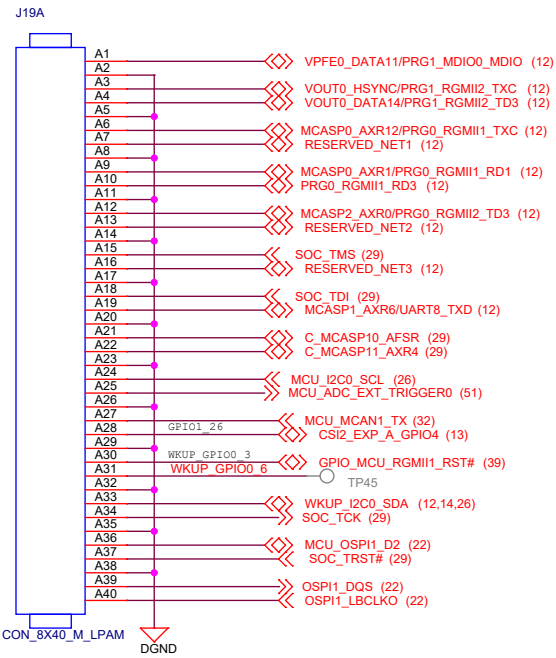 J19A
A1 VPFE0_DATA11/PRG1_MDIO0_MDIO (12)
A2
A3 VOUT0_HSYNC/PRG1_RGMII2_TXC (12)
A4 VOUT0_DATA14/PRG1_RGMII2_TD3 (12)
A5
A6 MCASP0_AXR12/PRG0_RGMII1_TXC (12)
A7 RESERVED_NET1 (12)
A8
A9 MCASP0_AXR1/PRG0_RGMII1_RD1 (12)
A10 PRG0_RGMII1_RD3 (12)
A11
A12 MCASP2_AXR0/PRG0_RGMII2_TD3 (12)
A13 RESERVED_NET2 (12)
A14
A15 SOC_TMS (29)
A16 RESERVED_NET3 (12)
A17
A18 SOC_TDI (29)
A19 MCASP1_AXR6/UART8_TXD (12)
A20
A21 C_MCASP10_AFSR (29)
A22 C_MCASP11_AXR4 (29)
A23
A24 MCU_I2C0_SCL (26)
A25 MCU_ADC_EXT_TRIGGER0 (51)
A26
A27 MCU_MCAN1_TX (32)
A28 GPIO1_26 CSI2_EXP_A_GPIO4 (13)
A29
A30 WKUP_GPIO0_3 GPIO_MCU_RGMII1_RST# (39)
A31 WKUP_GPIO0_6 TP45
A32
A33 WKUP_I2C0_SDA (12,14,26)
A34 SOC_TCK (29)
A35
A36 MCU_OSPI1_D2 (22)
A37 SOC_TRST# (29)
A38
A39 OSPI1_DQS (22)
A40 OSPI1_LBCLKO (22)
CON_8X40_M_LPAM
DGND